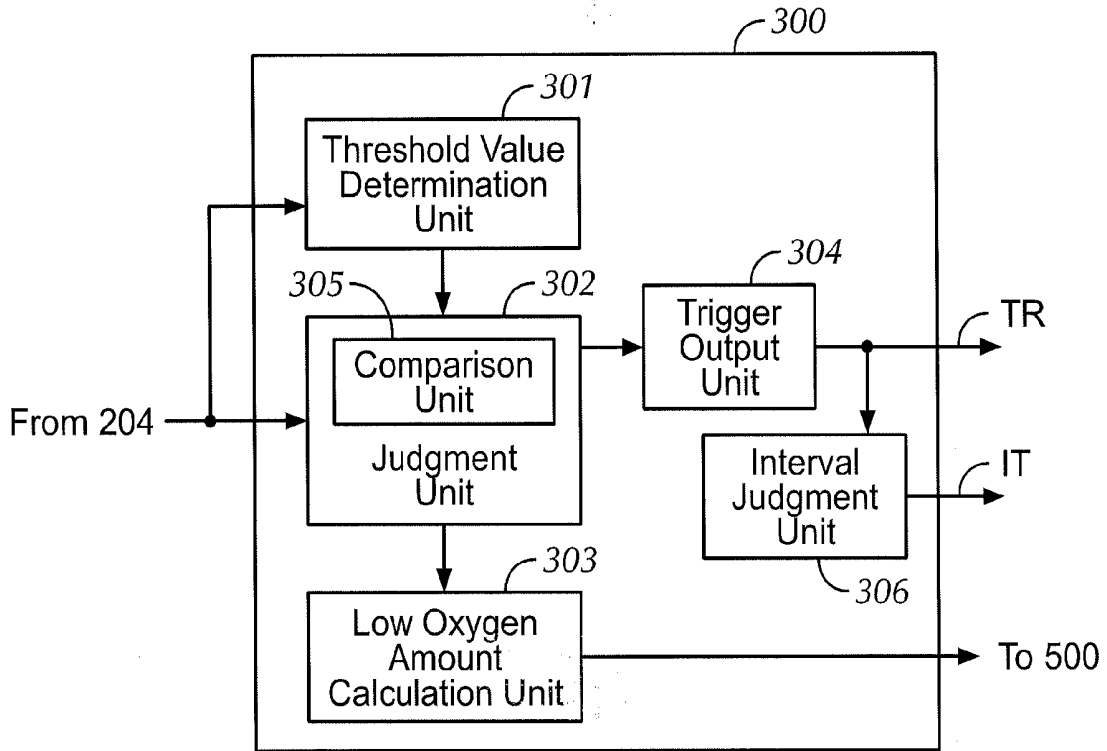 300
301
Threshold Value
Determination
Unit
305
302
304
Comparison
Unit
Judgment
Unit
Trigger
Output
Unit
TR
From 204
Interval
Judgment
Unit
IT
306
303
Low Oxygen
Amount
Calculation Unit
To 500